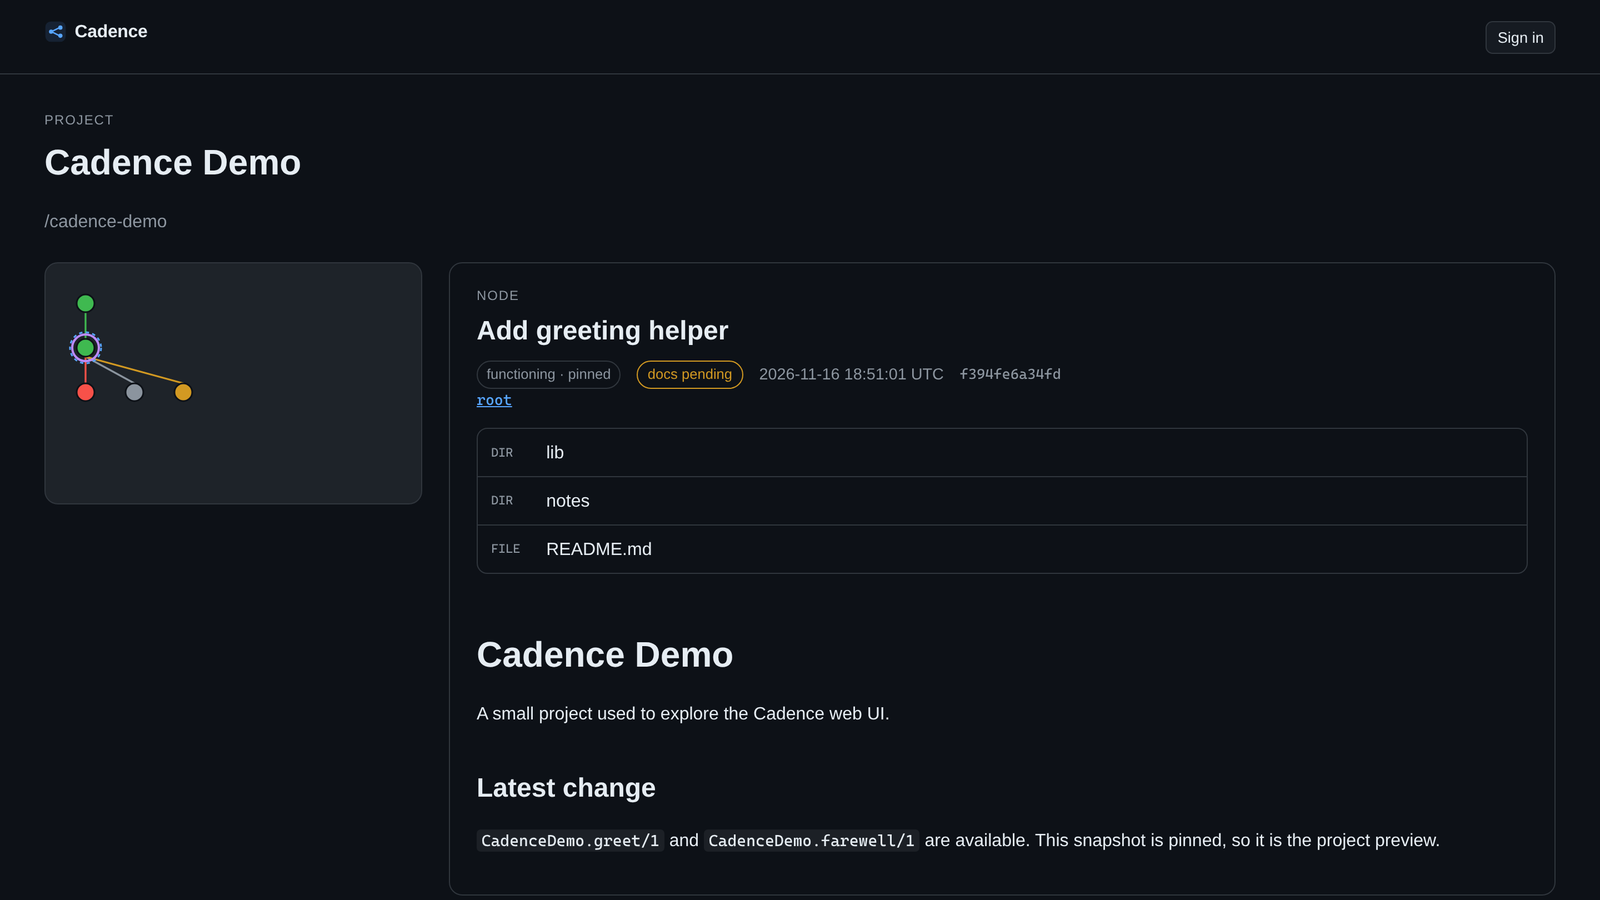 Cadence
Sign in
PROJECT
Cadence Demo
/cadence-demo
NODE
Add greeting helper
functioning · pinned docs pending 2026-11-16 18:51:01 UTC f394fe6a34fd
root
DIR lib
DIR notes
FILE README.md
Cadence Demo
A small project used to explore the Cadence web UI.
Latest change
CadenceDemo.greet/1 and CadenceDemo.farewell/1 are available. This snapshot is pinned, so it is the project preview.